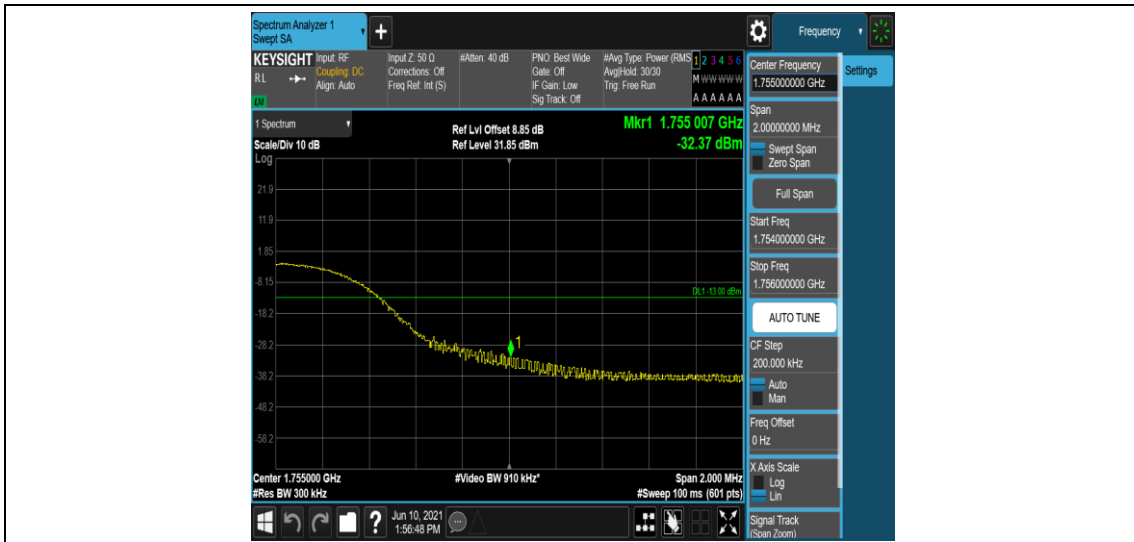 Spectrum Analyzer 1
Swept SA
+
Frequency
KEYSIGHT
RL
LXI
Input: RF
Coupling: DC
Align: Auto
Input Z: 50 Ω
Corrections: Off
Freq Ref: Int (S)
#Atten: 40 dB
PNO: Best Wide
Gate: Off
IF Gain: Low
Sig Track: Off
#Avg Type: Power (RMS
Avg|Hold: 30/30
Trig: Free Run
1 2 3 4 5 6
M W W W W W
A A A A A A
Center Frequency
1.755000000 GHz
Settings
1 Spectrum
Scale/Div 10 dB
Ref Lvl Offset 8.85 dB
Ref Level 31.85 dBm
Mkr1 1.755 007 GHz
-32.37 dBm
Span
2.00000000 MHz
Swept Span
Zero Span
Full Span
Start Freq
1.754000000 GHz
Stop Freq
1.756000000 GHz
AUTO TUNE
CF Step
200.000 kHz
Auto
Man
Freq Offset
0 Hz
X Axis Scale
Log
Lin
Signal Track
(Span Zoom)
Log
21.9
11.9
1.85
-8.15
DL1 -13.00 dBm
-18.2
-28.2
1
-38.2
-48.2
-58.2
Center 1.755000 GHz
#Res BW 300 kHz
#Video BW 910 kHz*
Span 2.000 MHz
#Sweep 100 ms (601 pts)
?
Jun 10, 2021
1:56:48 PM